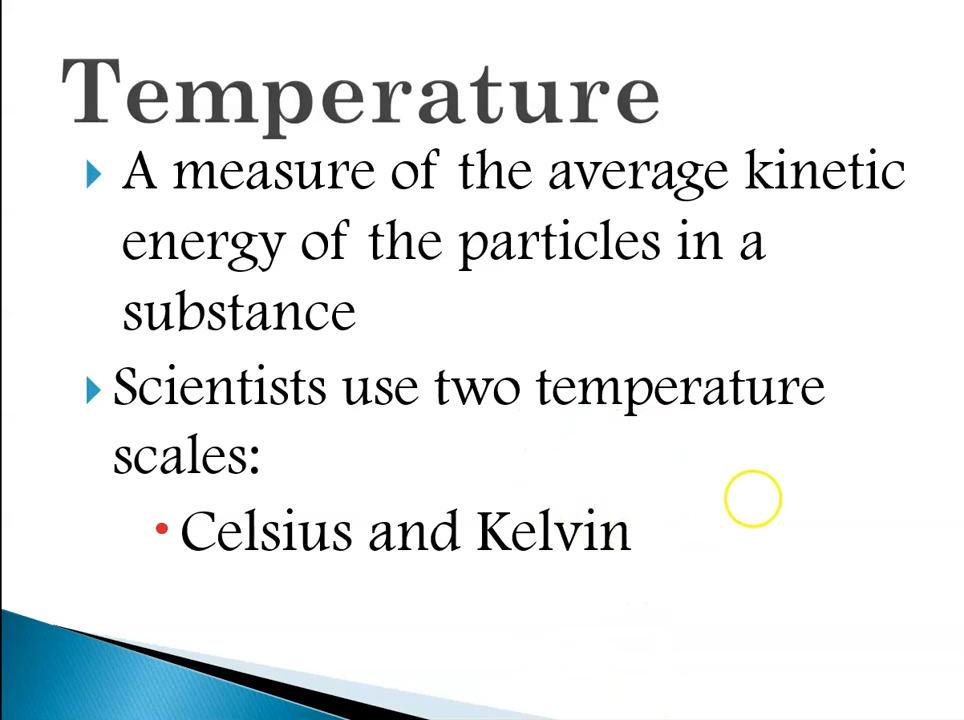 Temperature
A measure of the average kinetic
energy of the particles in a
substance
Scientists use two temperature
scales:
Celsius and Kelvin